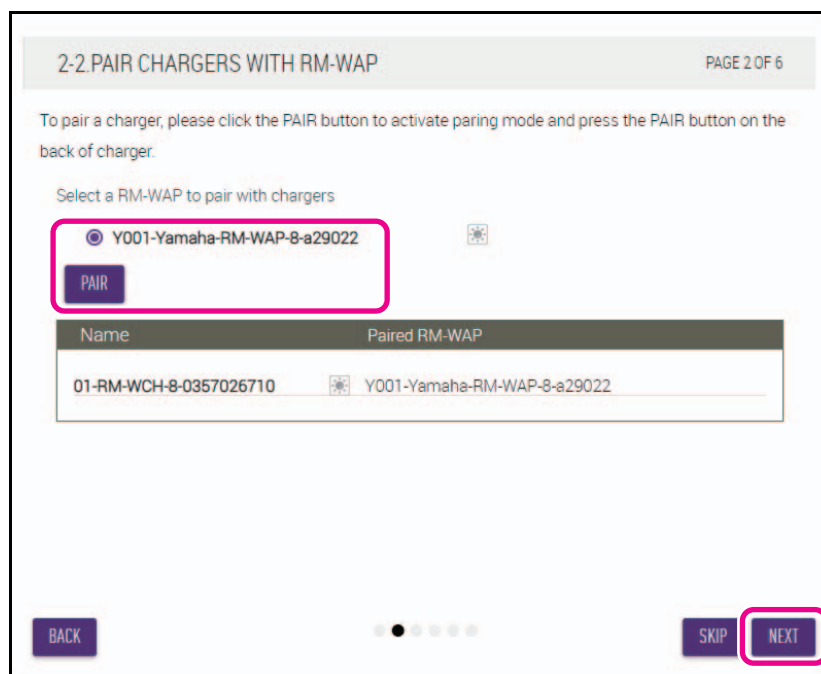 2-2.PAIR CHARGERS WITH RM-WAP PAGE 2 OF 6
To pair a charger, please click the PAIR button to activate paring mode and press the PAIR button on the
back of charger.
Select a RM-WAP to pair with chargers
Y001-Yamaha-RM-WAP-8-a29022
PAIR
Name Paired RM-WAP
01-RM-WCH-8-0357026710 Y001-Yamaha-RM-WAP-8-a29022
BACK SKIP NEXT